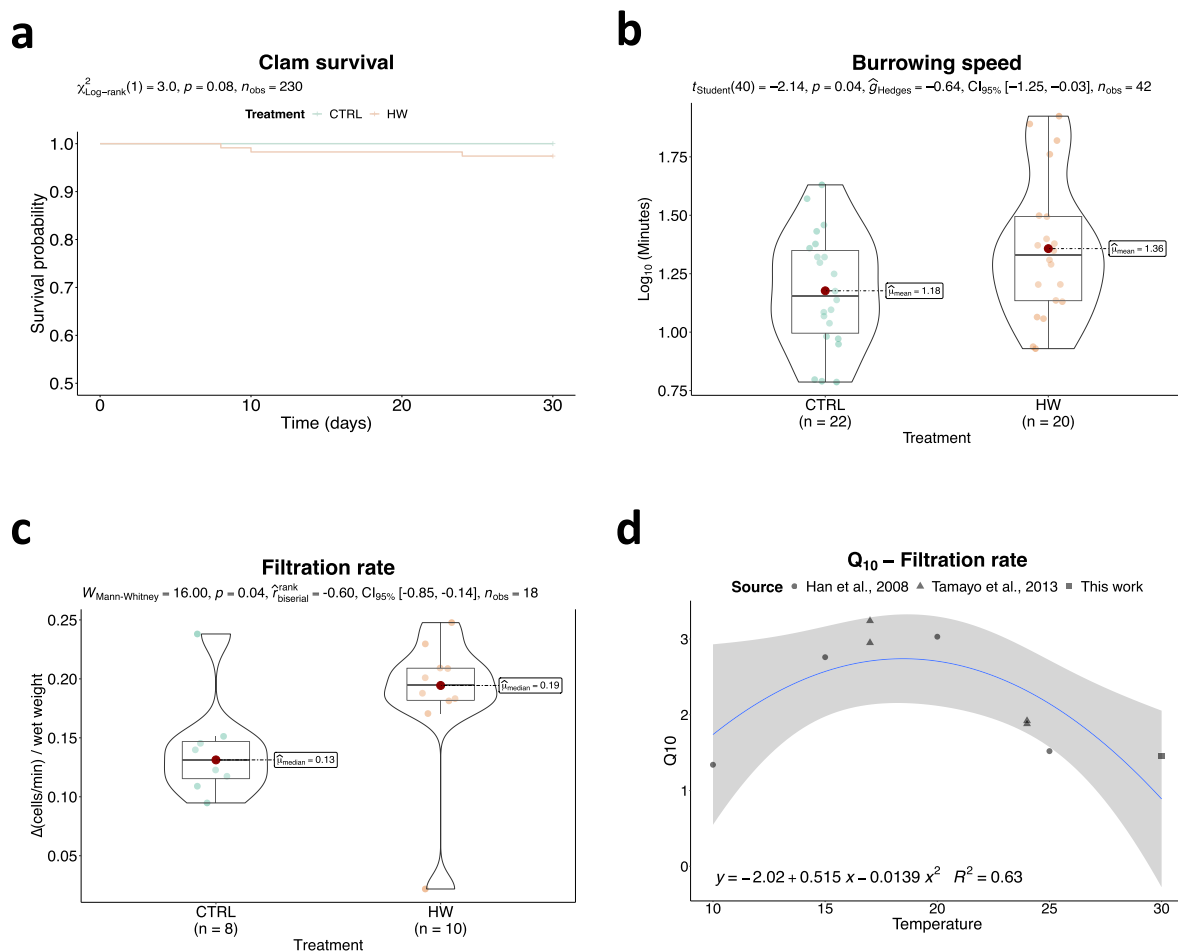 a
Clam survival
χ²Log−rank(1) = 3.0, p = 0.08, nobs = 230
Treatment CTRL HW
1.0
0.9
0.8
0.7
0.6
0.5
Survival probability
0 10 20 30
Time (days)
b
Burrowing speed
tStudent(40) = −2.14, p = 0.04, ĝHedges = −0.64, CI95% [−1.25, −0.03], nobs = 42
1.75
1.50
1.25
1.00
0.75
Log10 (Minutes)
μ̂mean = 1.18
μ̂mean = 1.36
CTRL HW
(n = 22) (n = 20)
Treatment
c
Filtration rate
WMann-Whitney = 16.00, p = 0.04, r̂rankbiserial = -0.60, CI95% [-0.85, -0.14], nobs = 18
0.25
0.20
0.15
0.10
0.05
Δ(cells/min) / wet weight
μ̂median = 0.13
μ̂median = 0.19
CTRL HW
(n = 8) (n = 10)
Treatment
d
Q10 – Filtration rate
Source Han et al., 2008 Tamayo et al., 2013 This work
3
2
1
0
Q10
y = −2.02 + 0.515 x − 0.0139 x² R² = 0.63
10 15 20 25 30
Temperature